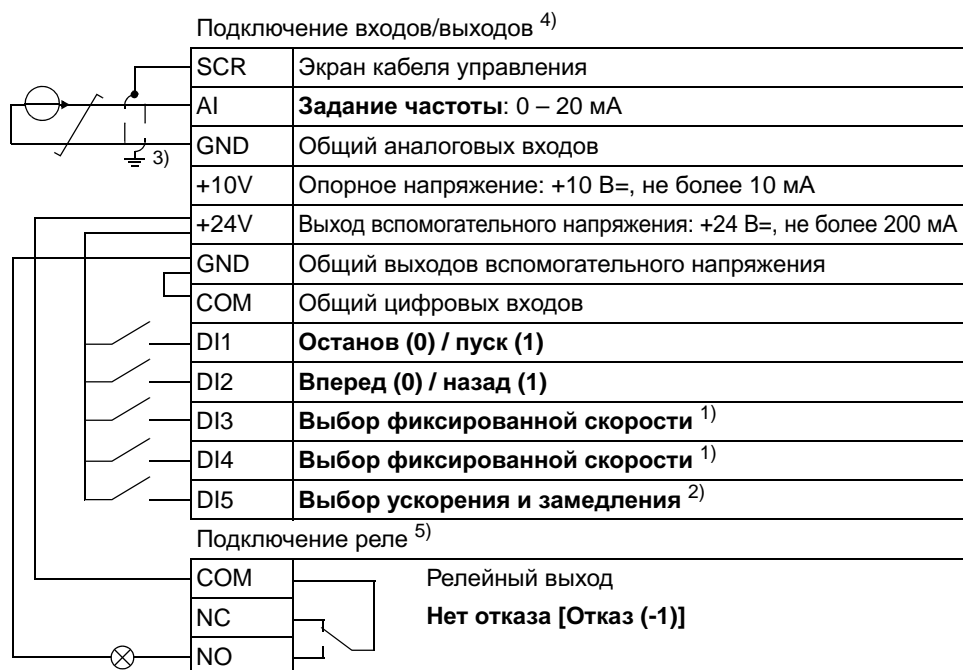 Подключение входов/выходов 4)
SCR Экран кабеля управления
AI Задание частоты: 0 – 20 мА
GND Общий аналоговых входов
3)
+10V Опорное напряжение: +10 В=, не более 10 мА
+24V Выход вспомогательного напряжения: +24 В=, не более 200 мА
GND Общий выходов вспомогательного напряжения
COM Общий цифровых входов
DI1 Останов (0) / пуск (1)
DI2 Вперед (0) / назад (1)
DI3 Выбор фиксированной скорости 1)
DI4 Выбор фиксированной скорости 1)
DI5 Выбор ускорения и замедления 2)
Подключение реле 5)
COM Релейный выход
NC Нет отказа [Отказ (-1)]
NO